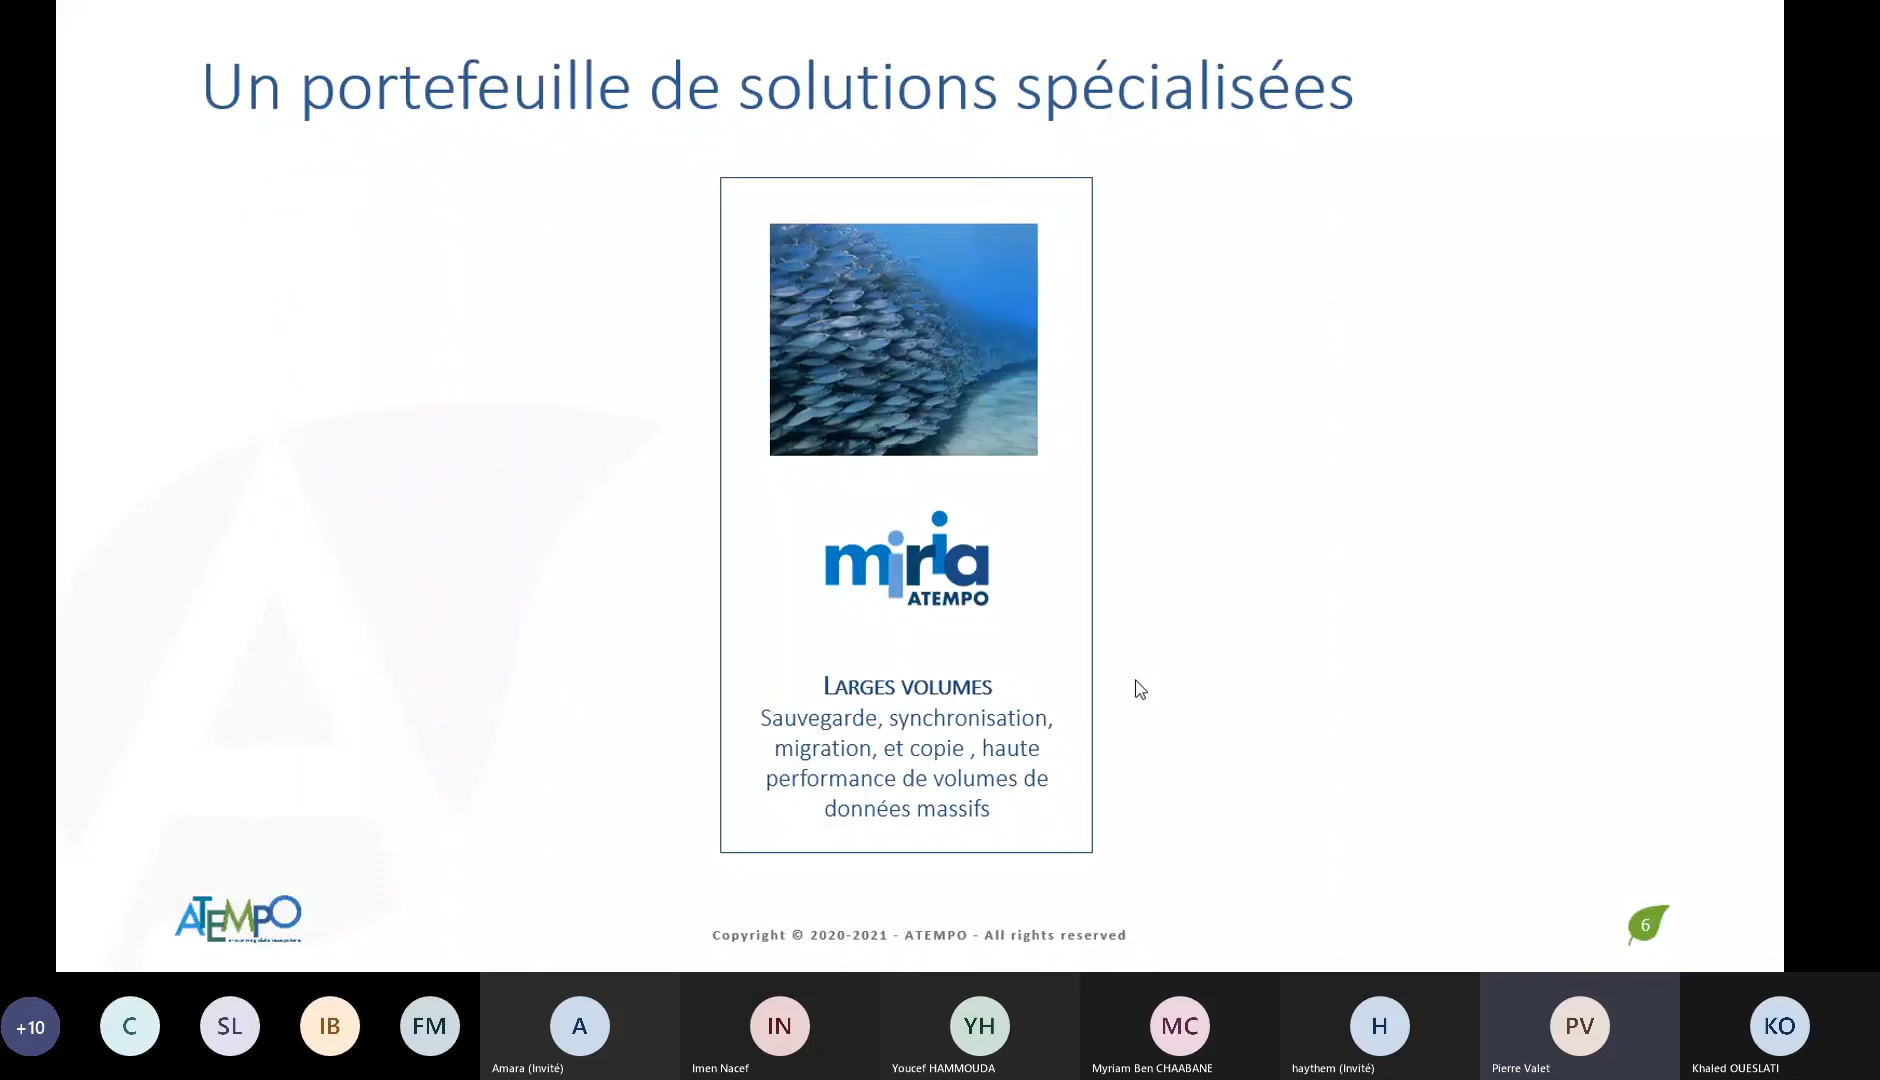 Un portefeuille de solutions spécialisées
miria
ATEMPO
LARGES VOLUMES
Sauvegarde, synchronisation,
migration, et copie , haute
performance de volumes de
données massifs
ATEMPO
Copyright © 2020-2021 - ATEMPO - All rights reserved
6
+10
C
SL
IB
FM
A
IN
YH
MC
H
PV
KO
Amara (Invité)
Imen Nacef
Youcef HAMMOUDA
Myriam Ben CHAABANE
haythem (Invité)
Pierre Valet
Khaled OUESLATI